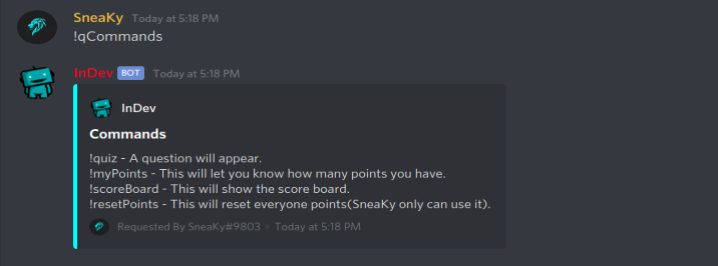 SneaKy Today at 5:18 PM
!qCommands
InDev BOT Today at 5:18 PM
InDev
Commands
!quiz - A question will appear.
!myPoints - This will let you know how many points you have.
!scoreBoard - This will show the score board.
!resetPoints - This will reset everyone points(SneaKy only can use it).
Requested By SneaKy#9803 • Today at 5:18 PM